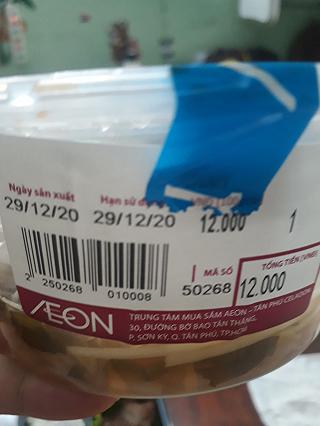 Ngày sản xuất Hạn sử
29/12/20 29/12/20 12.000 1
MÃ SỐ TỔNG TIỀN (VNĐ)
50268 12.000
2 250268 010008
ÆON
TRUNG TÂM MUA SẮM AEON - TÂN PHÚ CELADON
30, ĐƯỜNG BỜ BAO TÂN THẮNG,
P. SƠN KỲ, Q. TÂN PHÚ, TP.HCM